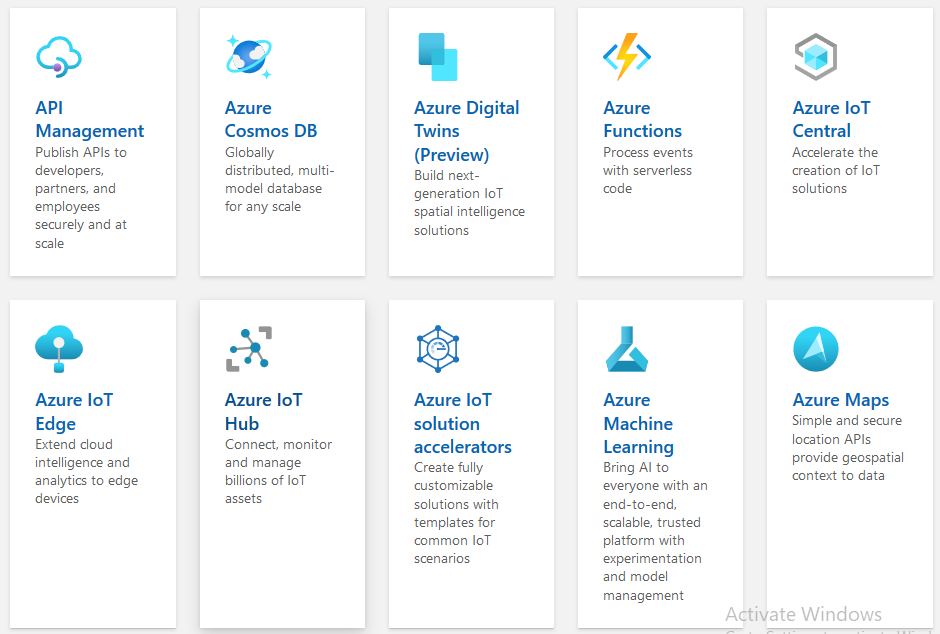 API
Management
Publish APIs to
developers,
partners, and
employees
securely and at
scale
Azure
Cosmos DB
Globally
distributed, multi-
model database
for any scale
Azure Digital
Twins
(Preview)
Build next-
generation IoT
spatial intelligence
solutions
Azure
Functions
Process events
with serverless
code
Azure IoT
Central
Accelerate the
creation of IoT
solutions
Azure IoT
Edge
Extend cloud
intelligence and
analytics to edge
devices
Azure IoT
Hub
Connect, monitor
and manage
billions of IoT
assets
Azure IoT
solution
accelerators
Create fully
customizable
solutions with
templates for
common IoT
scenarios
Azure
Machine
Learning
Bring AI to
everyone with an
end-to-end,
scalable, trusted
platform with
experimentation
and model
management
Azure Maps
Simple and secure
location APIs
provide geospatial
context to data
Activate Windows